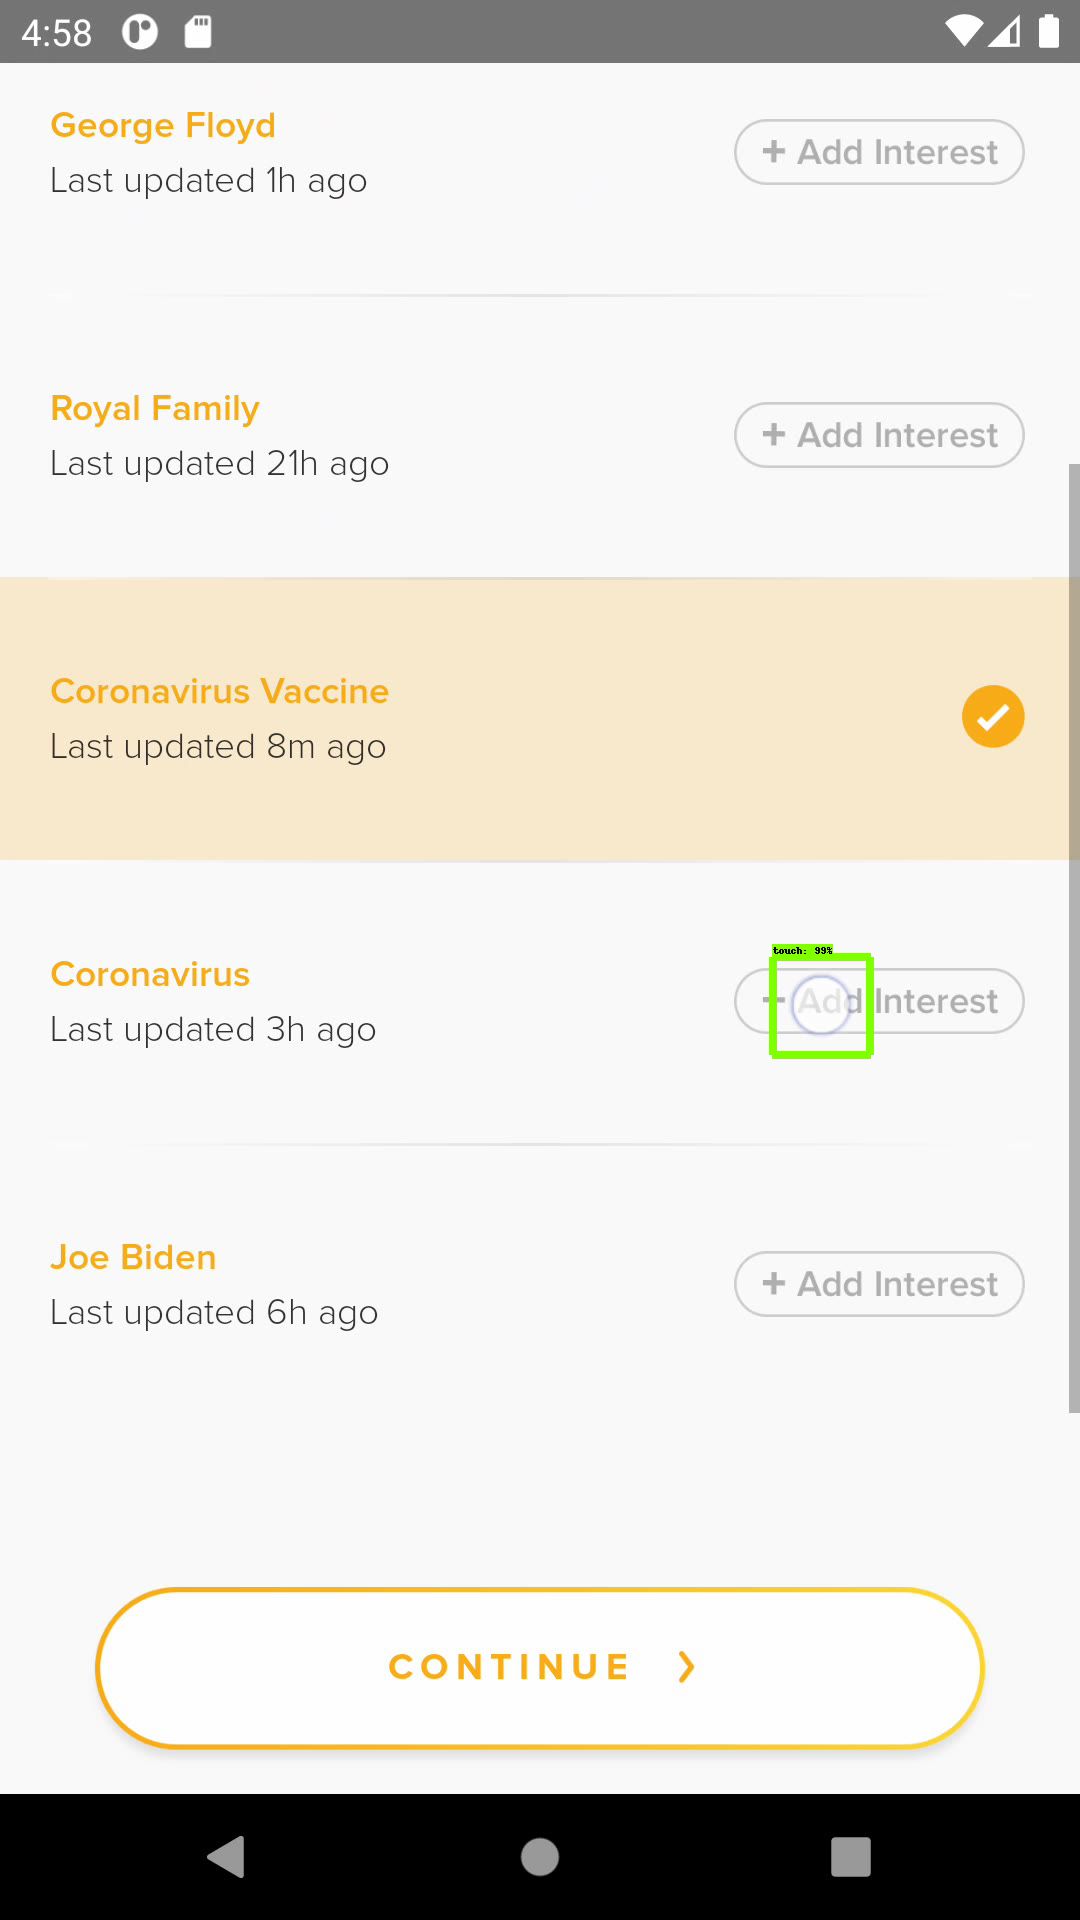 4:58
George Floyd
Last updated 1h ago
+ Add Interest
Royal Family
Last updated 21h ago
+ Add Interest
Coronavirus Vaccine
Last updated 8m ago
touch: 99%
Coronavirus
Last updated 3h ago
+ Add Interest
Joe Biden
Last updated 6h ago
+ Add Interest
CONTINUE